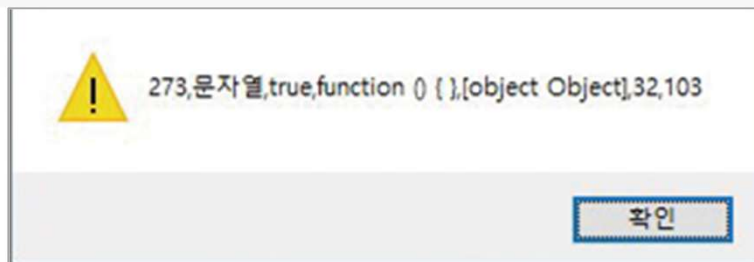 273,문자열,true,function () { },[object Object],32,103
확인